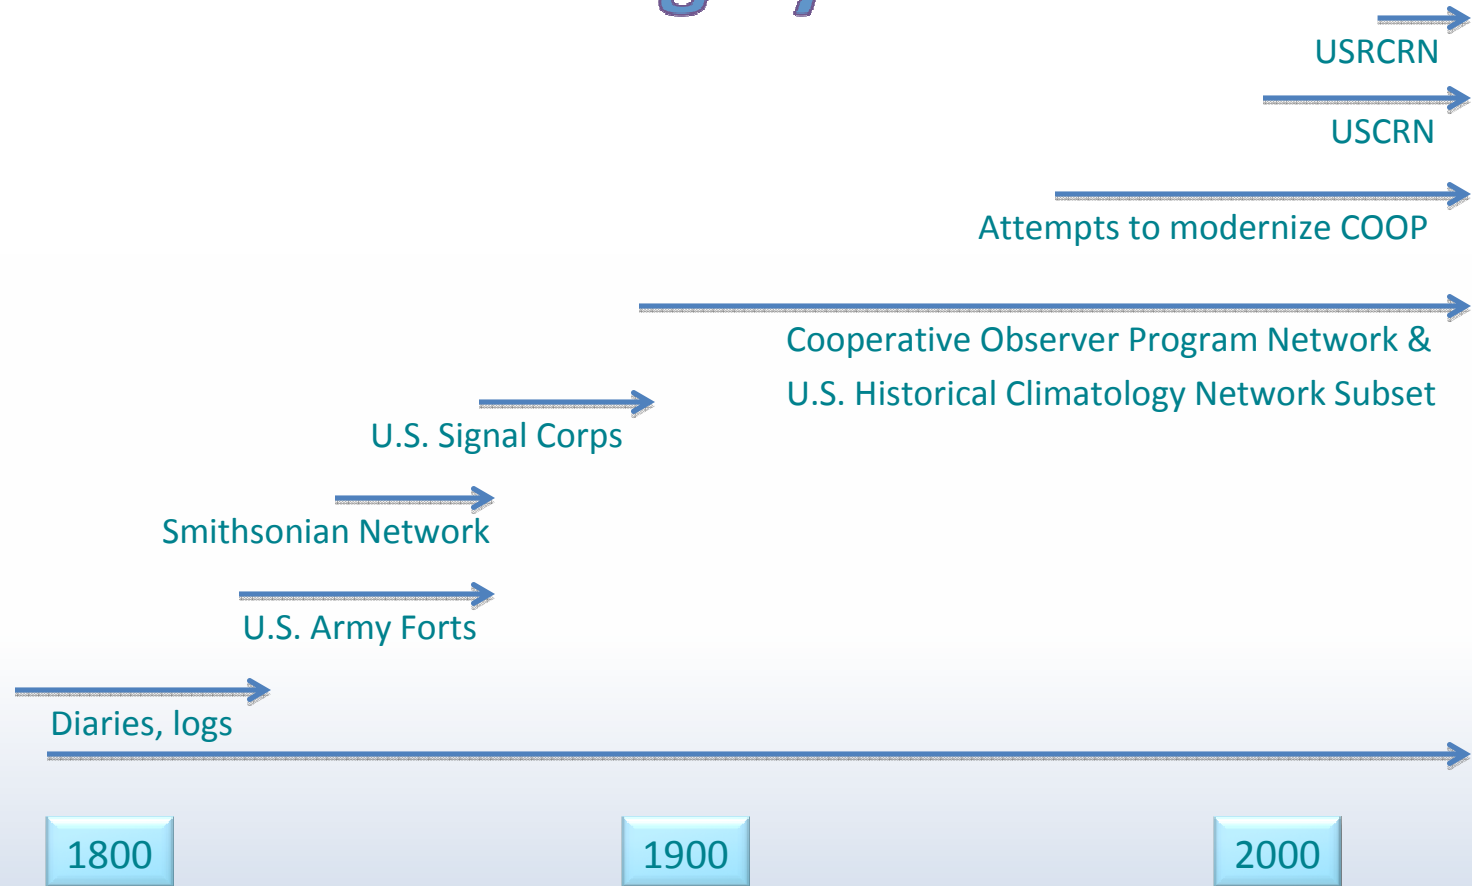 USRCRN
USCRN
Attempts to modernize COOP
Cooperative Observer Program Network &
U.S. Historical Climatology Network Subset
U.S. Signal Corps
Smithsonian Network
U.S. Army Forts
Diaries, logs
1800
1900
2000